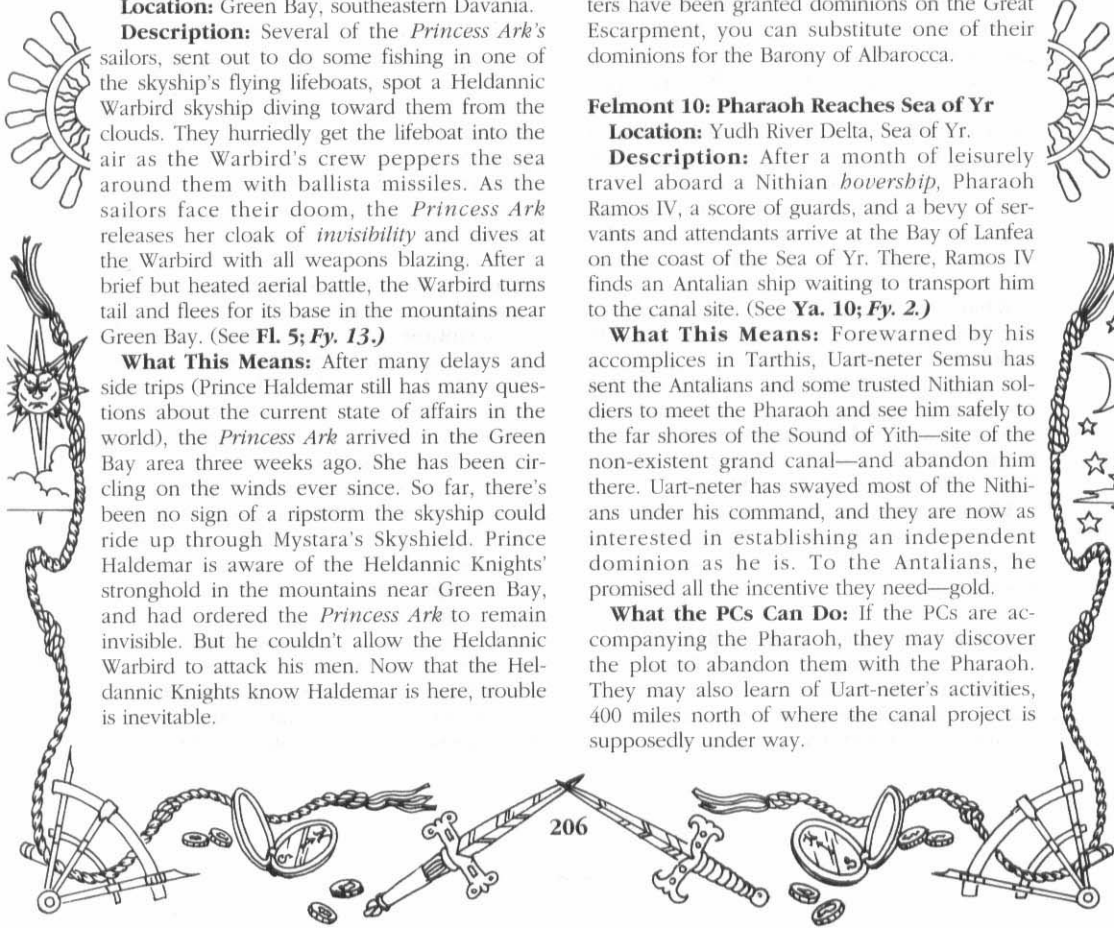 Location: Green Bay, southeastern Davania.
Description: Several of the Princess Ark's
sailors, sent out to do some fishing in one of
the skyship's flying lifeboats, spot a Heldannic
Warbird skyship diving toward them from the
clouds. They hurriedly get the lifeboat into the
air as the Warbird's crew peppers the sea
around them with ballista missiles. As the
sailors face their doom, the Princess Ark
releases her cloak of invisibility and dives at
the Warbird with all weapons blazing. After a
brief but heated aerial battle, the Warbird turns
tail and flees for its base in the mountains near
Green Bay. (See Fl. 5; Fy. 13.)
What This Means: After many delays and
side trips (Prince Haldemar still has many ques-
tions about the current state of affairs in the
world), the Princess Ark arrived in the Green
Bay area three weeks ago. She has been cir-
cling on the winds ever since. So far, there's
been no sign of a ripstorm the skyship could
ride up through Mystara's Skyshield. Prince
Haldemar is aware of the Heldannic Knights'
stronghold in the mountains near Green Bay,
and had ordered the Princess Ark to remain
invisible. But he couldn't allow the Heldannic
Warbird to attack his men. Now that the Hel-
dannic Knights know Haldemar is here, trouble
is inevitable.
ters have been granted dominions on the Great
Escarpment, you can substitute one of their
dominions for the Barony of Albarocca.
Felmont 10: Pharaoh Reaches Sea of Yr
Location: Yudh River Delta, Sea of Yr.
Description: After a month of leisurely
travel aboard a Nithian hovership, Pharaoh
Ramos IV, a score of guards, and a bevy of ser-
vants and attendants arrive at the Bay of Lanfea
on the coast of the Sea of Yr. There, Ramos IV
finds an Antalian ship waiting to transport him
to the canal site. (See Ya. 10; Fy. 2.)
What This Means: Forewarned by his
accomplices in Tarthis, Uart-neter Semsu has
sent the Antalians and some trusted Nithian sol-
diers to meet the Pharaoh and see him safely to
the far shores of the Sound of Yith—site of the
non-existent grand canal—and abandon him
there. Uart-neter has swayed most of the Nithi-
ans under his command, and they are now as
interested in establishing an independent
dominion as he is. To the Antalians, he
promised all the incentive they need—gold.
What the PCs Can Do: If the PCs are ac-
companying the Pharaoh, they may discover
the plot to abandon them with the Pharaoh.
They may also learn of Uart-neter's activities,
400 miles north of where the canal project is
supposedly under way.
206